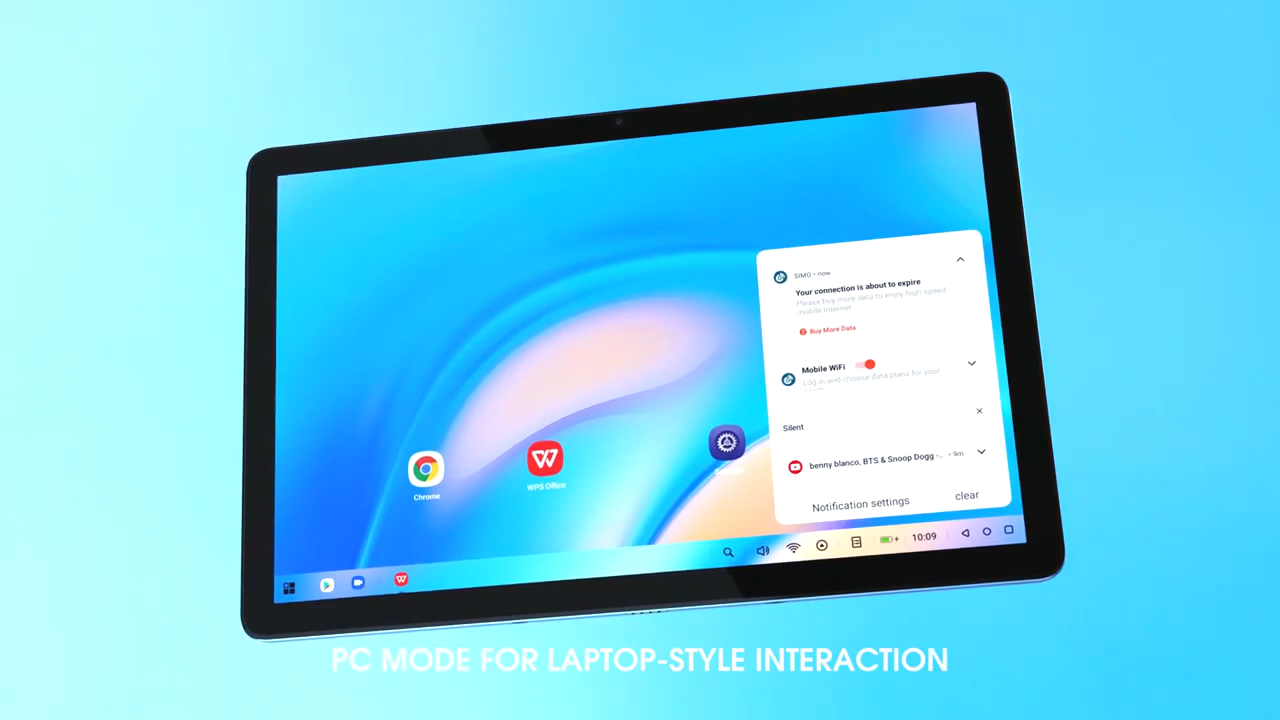 SIMO • now
Your connection is about to expire
Please buy more data to enjoy high speed
mobile Internet
Buy More Data
Mobile WiFi
Log in and choose data plans for your
Silent
benny blanco, BTS & Snoop Dogg -.. • 9m
Notification settings clear
Chrome
WPS Office
10:09
PC MODE FOR LAPTOP-STYLE INTERACTION